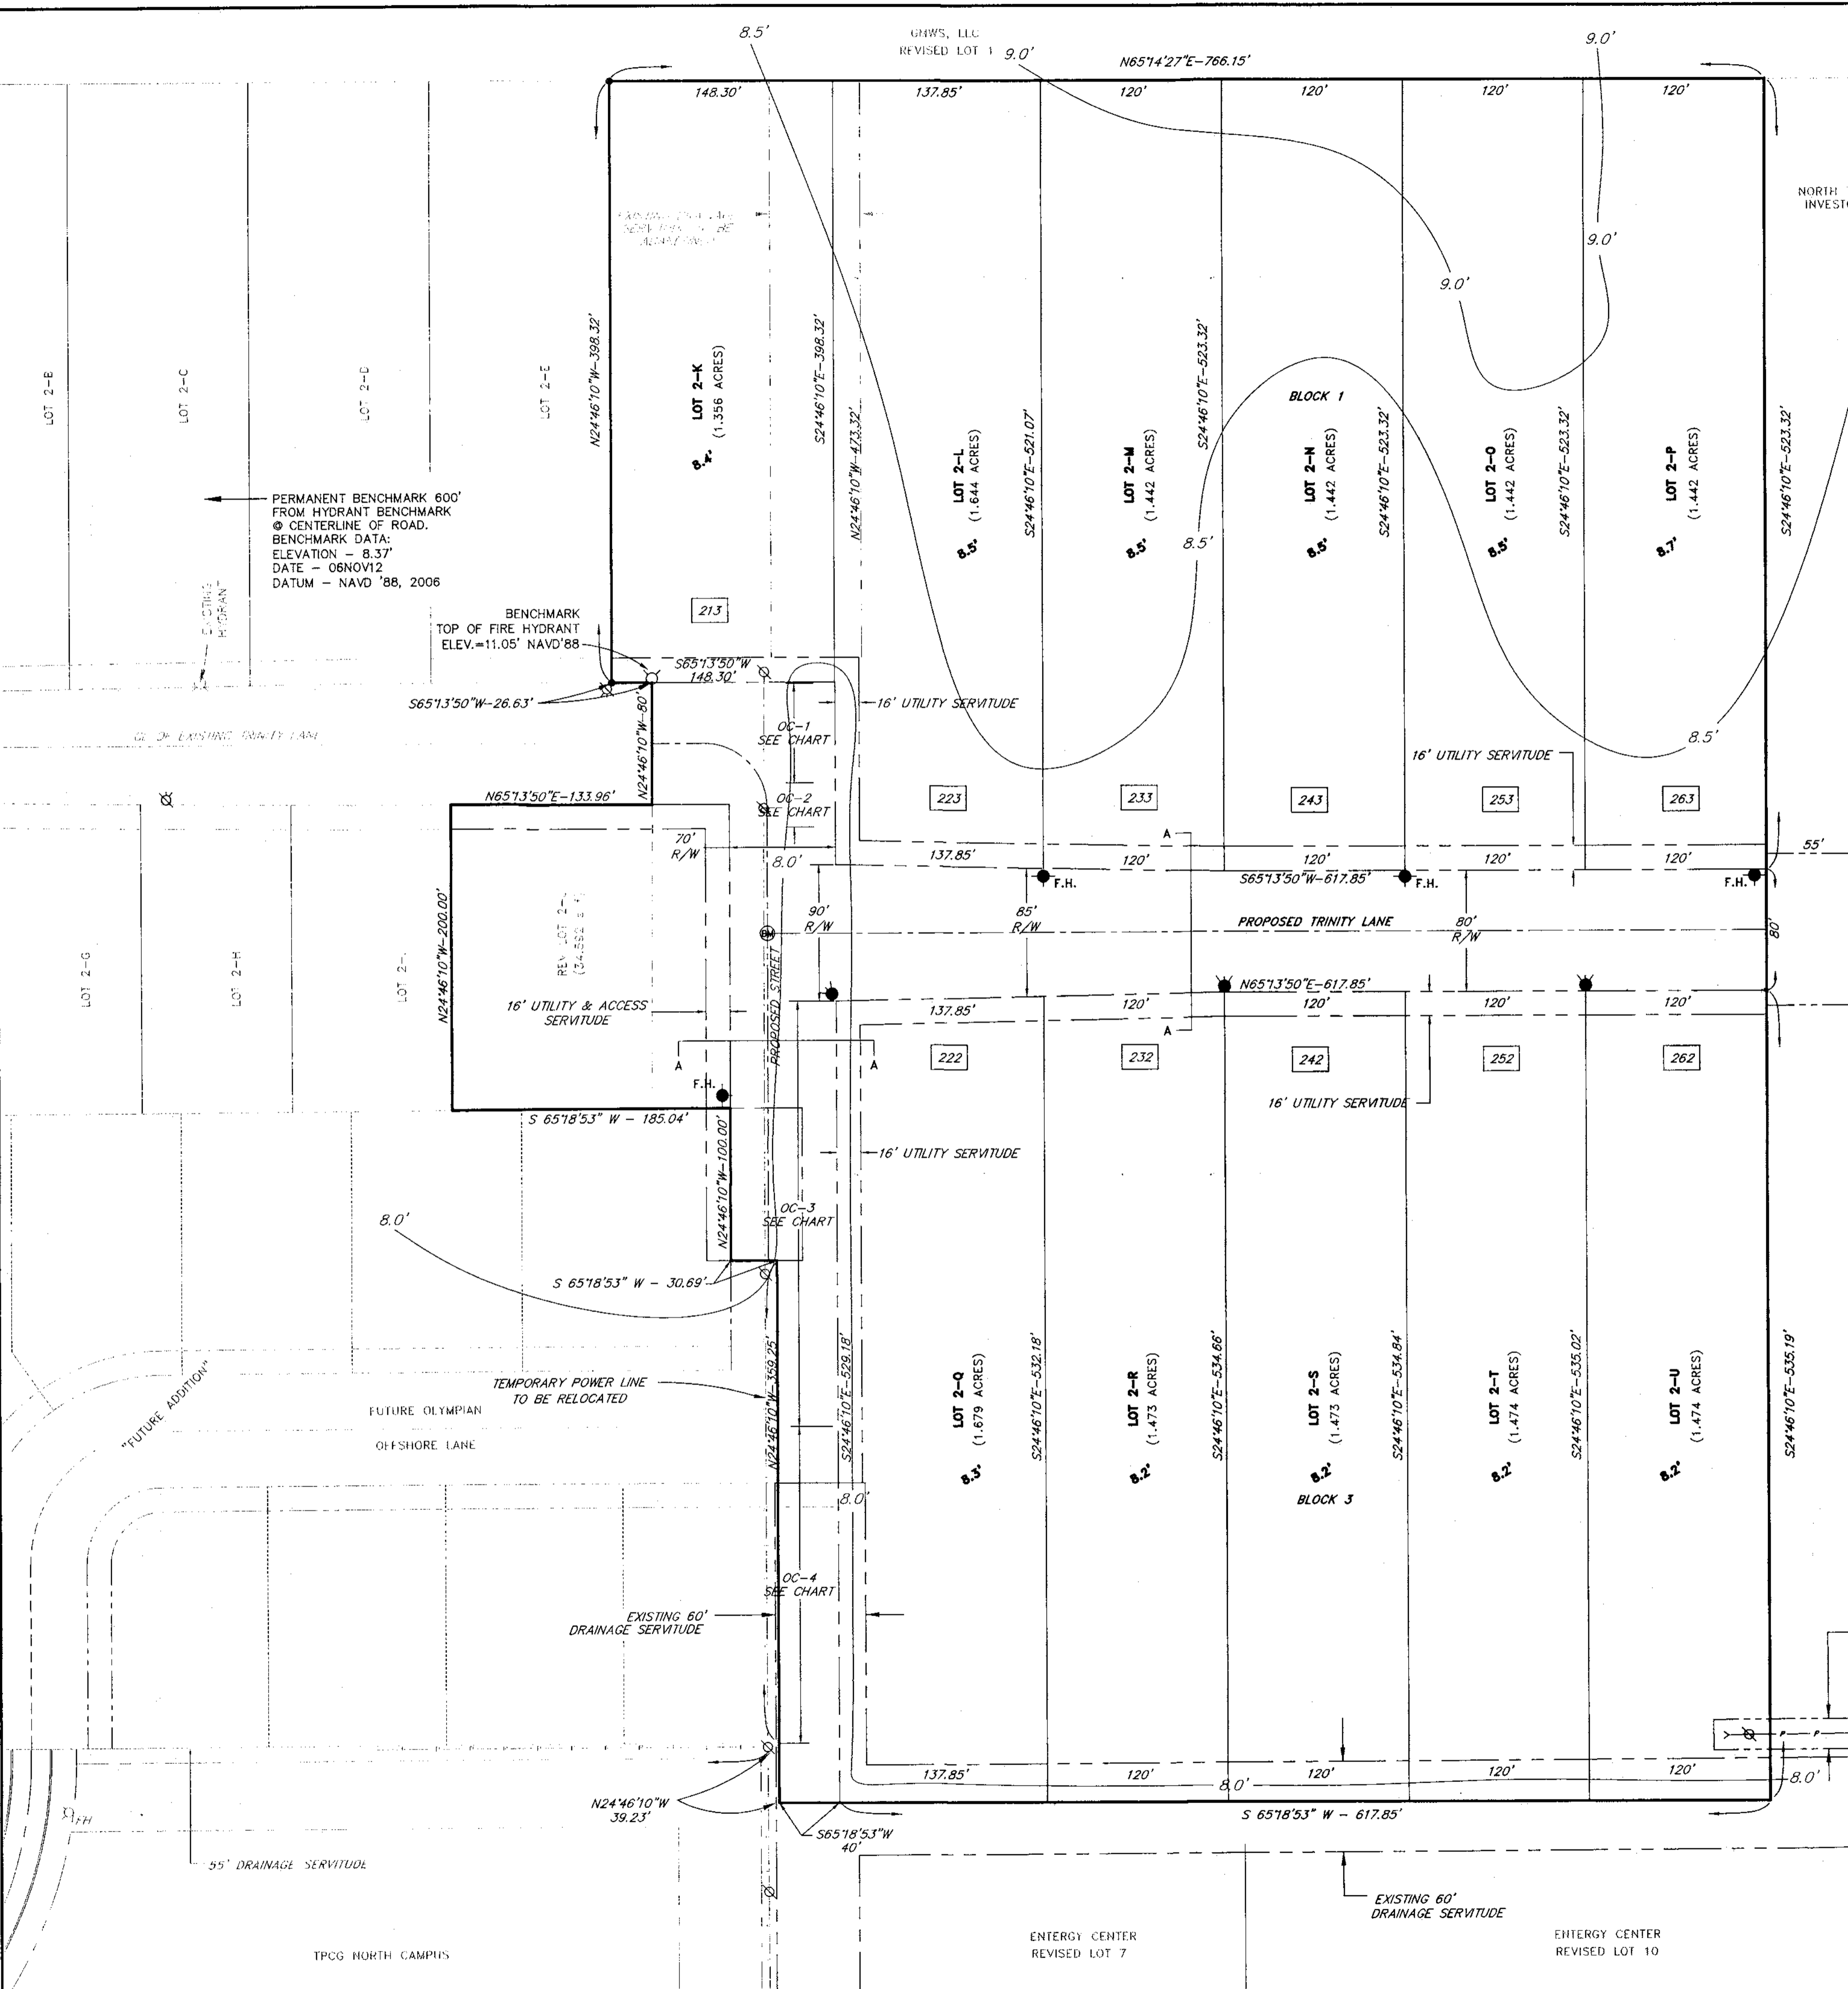 8.5'
GMWS, LLC
REVISED LOT 1
9.0'
N65°14'27"E-766.15'
9.0'
148.30'
137.85'
120'
120'
120'
120'
NORTH
INVEST
9.0'
9.0'
LOT 2-B
LOT 2-C
LOT 2-D
LOT 2-E
N24°46'10"W-398.32'
LOT 2-K
(1.356 ACRES)
8.4'
S24°46'10"E-398.32'
N24°46'10"W-473.32'
LOT 2-L
(1.644 ACRES)
8.5'
S24°46'10"E-521.07'
LOT 2-M
(1.442 ACRES)
8.5'
S24°46'10"E-523.32'
8.5'
BLOCK 1
LOT 2-N
(1.442 ACRES)
8.5'
S24°46'10"E-523.32'
LOT 2-O
(1.442 ACRES)
8.5'
S24°46'10"E-523.32'
LOT 2-P
(1.442 ACRES)
8.7'
S24°46'10"E-523.32'
PERMANENT BENCHMARK 600'
FROM HYDRANT BENCHMARK
@ CENTERLINE OF ROAD.
BENCHMARK DATA:
ELEVATION - 8.37'
DATE - 06NOV12
DATUM - NAVD '88, 2006
EXISTING
HYDRANT
BENCHMARK
TOP OF FIRE HYDRANT
ELEV.=11.05' NAVD'88
213
S65°13'50"W
148.30'
S65°13'50"W-26.63'
16' UTILITY SERVITUDE
OC-1
SEE CHART
N24°46'10"W-80'
OF EXISTING TRINITY LANE
8.5'
16' UTILITY SERVITUDE
N65°13'50"E-133.96'
OC-2
SEE CHART
223
233
243
253
263
70'
R/W
8.0'
A
137.85'
120'
120'
120'
120'
55'
F.H.
S65°13'50"W-617.85'
F.H.
F.H.
90'
R/W
85'
R/W
PROPOSED TRINITY LANE
80'
R/W
80'
BM
PROPOSED STREET
LOT 2-G
LOT 2-H
N24°46'10"W-200.00'
REV. LOT 2-
16' UTILITY & ACCESS
SERVITUDE
N65°13'50"E-617.85'
137.85'
120'
120'
120'
120'
A
A
A
222
232
242
252
262
F.H.
16' UTILITY SERVITUDE
S 65°18'53" W - 185.04'
N24°46'10"W-100.00'
16' UTILITY SERVITUDE
OC-3
SEE CHART
8.0'
S 65°18'53" W - 30.69'
"FUTURE ADDITION"
TEMPORARY POWER LINE
TO BE RELOCATED
FUTURE OLYMPIAN
OFFSHORE LANE
N24°46'10"W-359.25'
S24°46'10"E-529.18'
LOT 2-Q
(1.679 ACRES)
8.3'
S24°46'10"E-532.18'
LOT 2-R
(1.473 ACRES)
8.2'
S24°46'10"E-534.66'
LOT 2-S
(1.473 ACRES)
8.2'
BLOCK 3
S24°46'10"E-534.84'
LOT 2-T
(1.474 ACRES)
8.2'
S24°46'10"E-535.02'
LOT 2-U
(1.474 ACRES)
8.2'
S24°46'10"E-535.19'
8.0'
OC-4
SEE CHART
EXISTING 60'
DRAINAGE SERVITUDE
P P
137.85'
120'
8.0'
120'
120'
120'
8.0'
N24°46'10"W
39.23'
S65°18'53"W
40'
S 65°18'53" W - 617.85'
FH
55' DRAINAGE SERVITUDE
EXISTING 60'
DRAINAGE SERVITUDE
TPCG NORTH CAMPUS
ENTERGY CENTER
REVISED LOT 7
ENTERGY CENTER
REVISED LOT 10